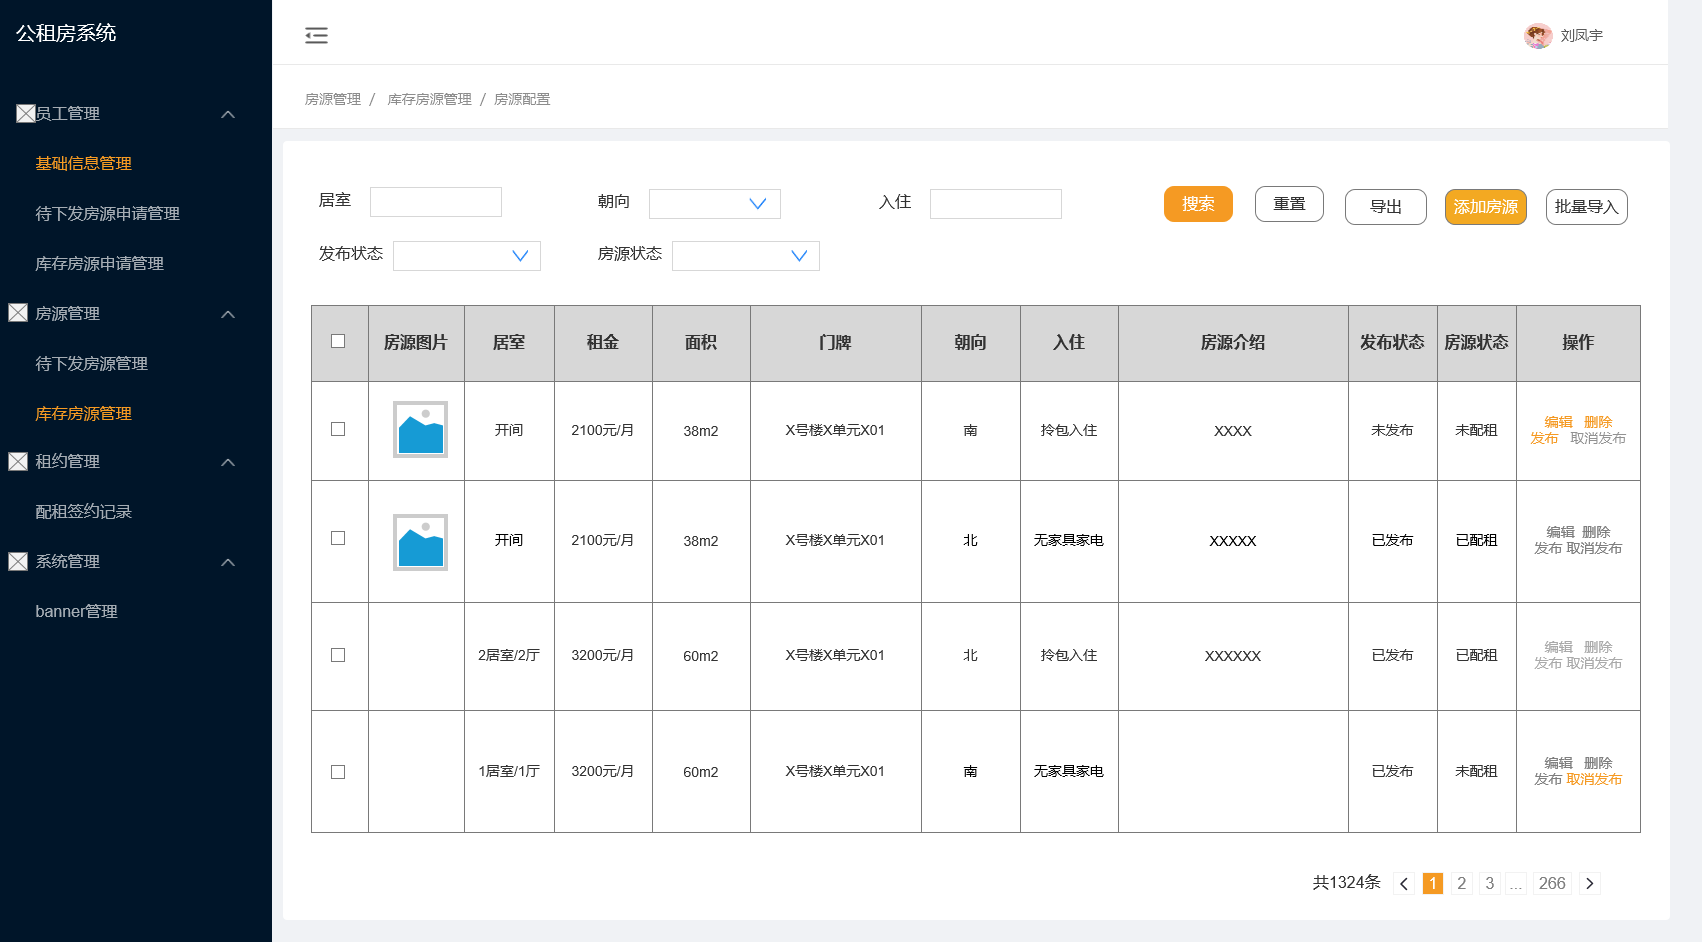 公租房系统
刘凤宇
员工管理
基础信息管理
待下发房源申请管理
库存房源申请管理
房源管理
待下发房源管理
库存房源管理
租约管理
配租签约记录
系统管理
banner管理
房源管理 / 库存房源管理 / 房源配置
居室 朝向 入住 搜索 重置 导出 添加房源 批量导入
发布状态 房源状态
房源图片 居室 租金 面积 门牌 朝向 入住 房源介绍 发布状态 房源状态 操作
开间 2100元/月 38m2 X号楼X单元X01 南 拎包入住 XXXX 未发布 未配租 编辑 删除
发布 取消发布
开间 2100元/月 38m2 X号楼X单元X01 北 无家具家电 XXXXX 已发布 已配租 编辑 删除
发布 取消发布
2居室/2厅 3200元/月 60m2 X号楼X单元X01 北 拎包入住 XXXXXX 已发布 已配租 编辑 删除
发布 取消发布
1居室/1厅 3200元/月 60m2 X号楼X单元X01 南 无家具家电 已发布 未配租 编辑 删除
发布 取消发布
共1324条 1 2 3 ... 266